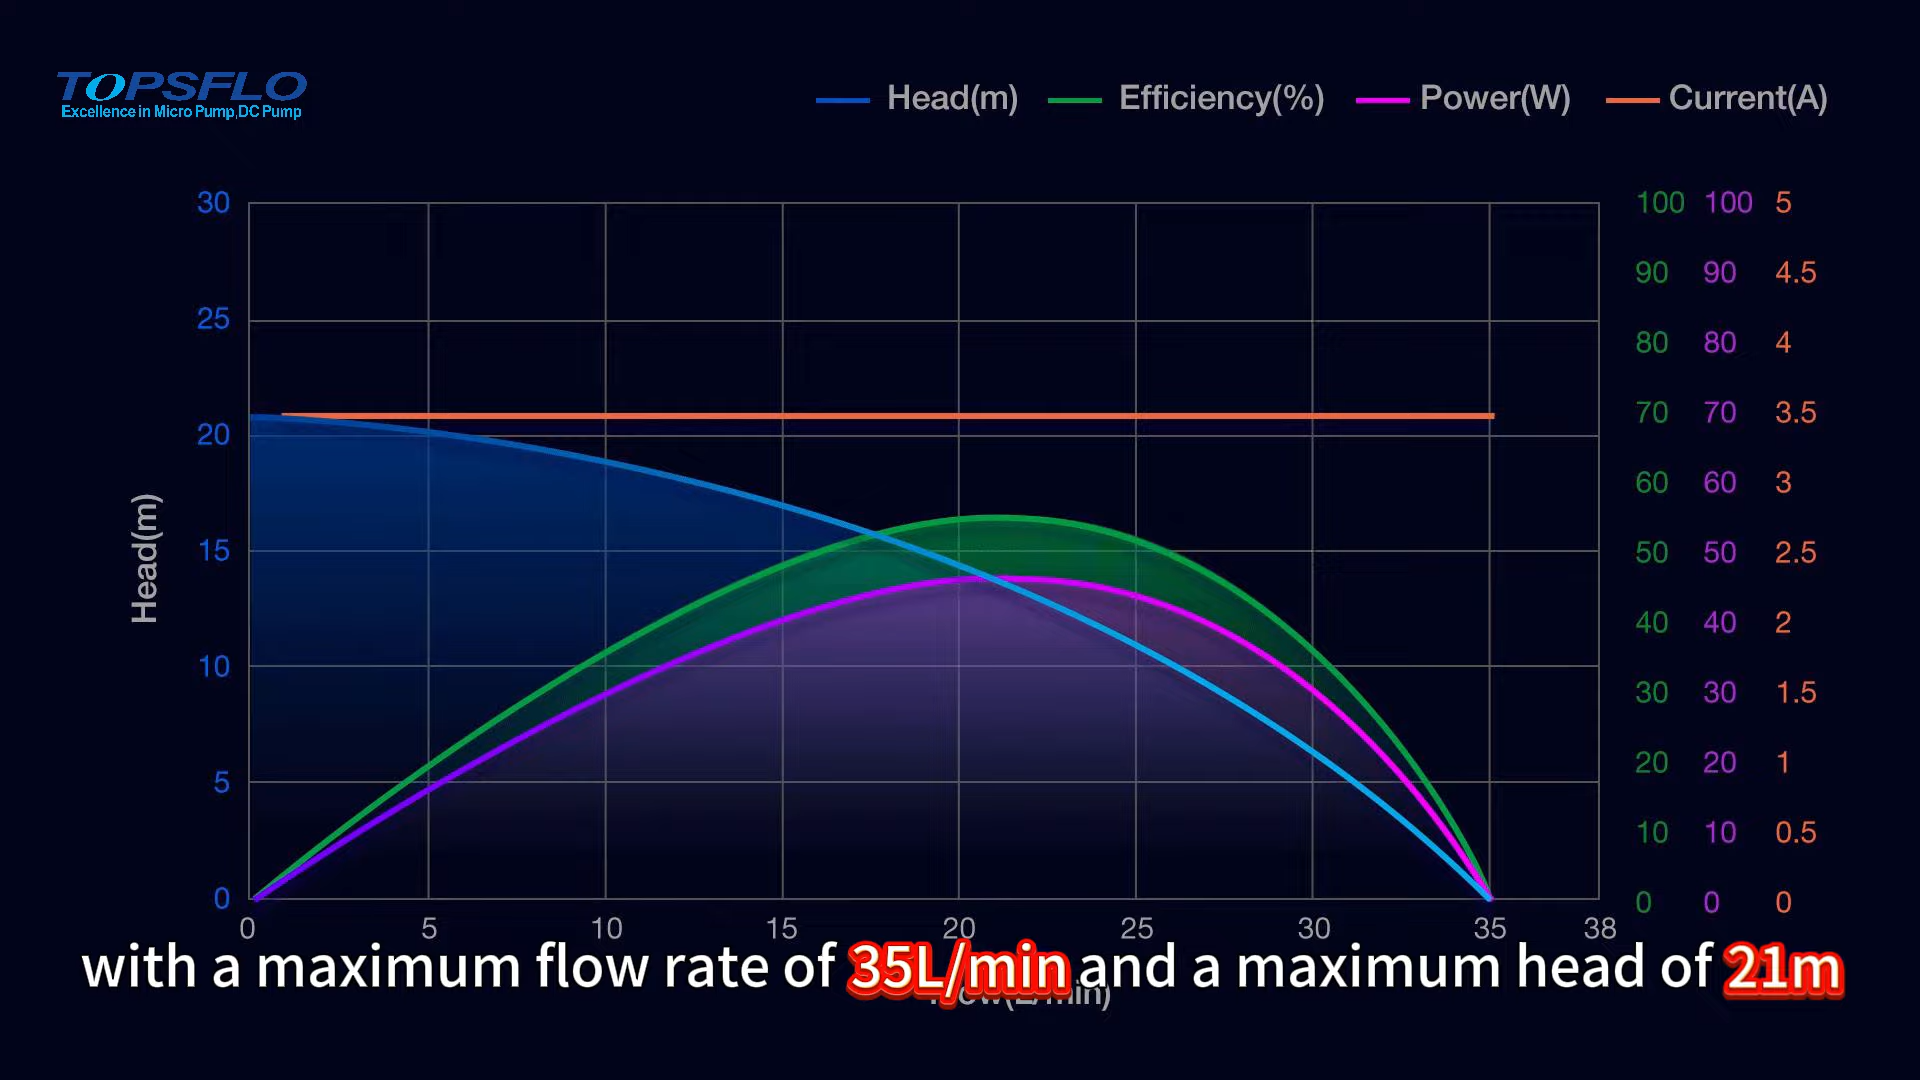 TOPSFLO
Excellence in Micro Pump,DC Pump
Head(m) Efficiency(%) Power(W) Current(A)
30 100 100 5
90 90 4.5
25
80 80 4
70 70 3.5
20
60 60 3
Head(m)
15 50 50 2.5
40 40 2
10
30 30 1.5
5 20 20 1
10 10 0.5
0 0 0 0
0 5 10 15 20 25 30 35 38
with a maximum flow rate of 35L/min and a maximum head of 21m
Flow(L/min)